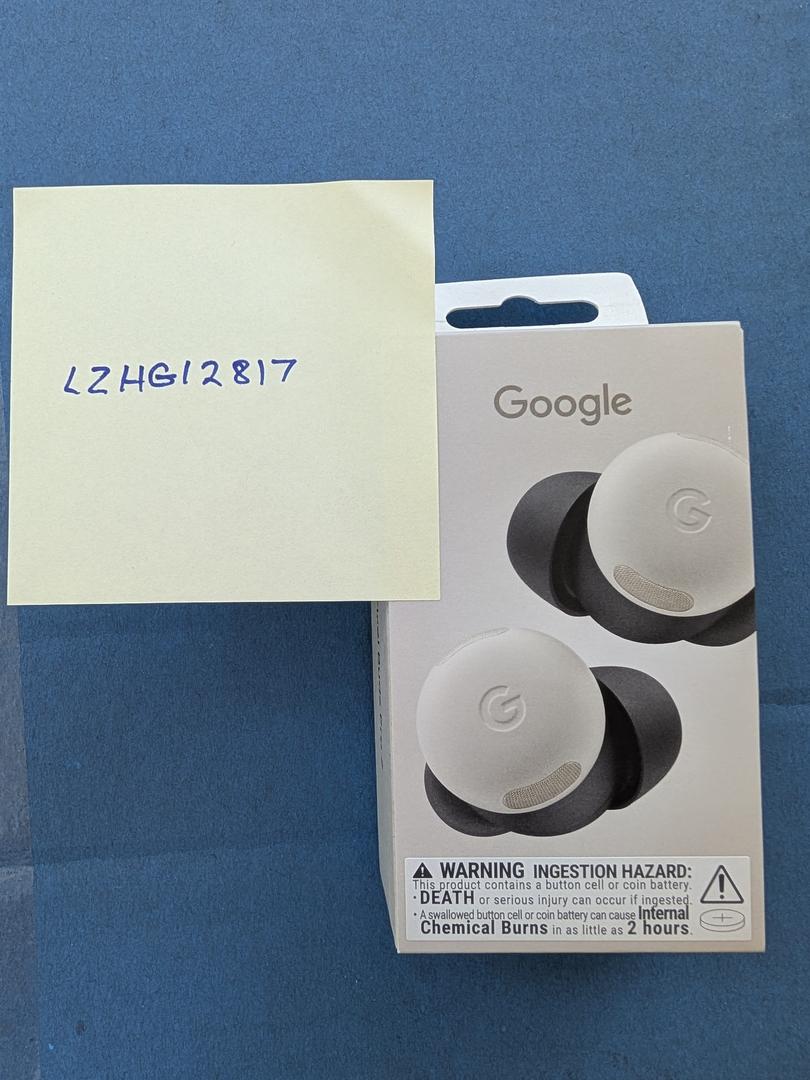 LZHG12817
Google
G
G
WARNING INGESTION HAZARD:
This product contains a button cell or coin battery.
· DEATH or serious injury can occur if ingested.
· A swallowed button cell or coin battery can cause Internal
Chemical Burns in as little as 2 hours.